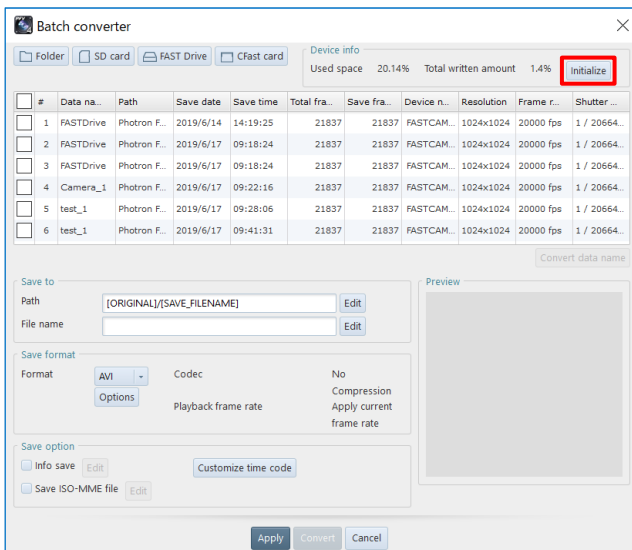 Batch converter
Folder SD card FAST Drive CFast card
Device info
Used space 20.14% Total written amount 1.4% Initialize
# Data na... Path Save date Save time Total fra... Save fra... Device n... Resolution Frame r... Shutter ...
1 FASTDrive Photron F... 2019/6/14 14:19:25 21837 21837 FASTCAM... 1024x1024 20000 fps 1 / 20664...
2 FASTDrive Photron F... 2019/6/17 09:18:24 21837 21837 FASTCAM... 1024x1024 20000 fps 1 / 20664...
3 FASTDrive Photron F... 2019/6/17 09:18:24 21837 21837 FASTCAM... 1024x1024 20000 fps 1 / 20664...
4 Camera_1 Photron F... 2019/6/17 09:22:16 21837 21837 FASTCAM... 1024x1024 20000 fps 1 / 20664...
5 test_1 Photron F... 2019/6/17 09:28:06 21837 21837 FASTCAM... 1024x1024 20000 fps 1 / 20664...
6 test_1 Photron F... 2019/6/17 09:41:31 21837 21837 FASTCAM... 1024x1024 20000 fps 1 / 20664...
Convert data name
Save to
Path [ORIGINAL]/[SAVE_FILENAME] Edit
File name Edit
Preview
Save format
Format AVI Codec No
Compression
Options Playback frame rate Apply current
frame rate
Save option
Info save Edit Customize time code
Save ISO-MME file Edit
Apply Convert Cancel